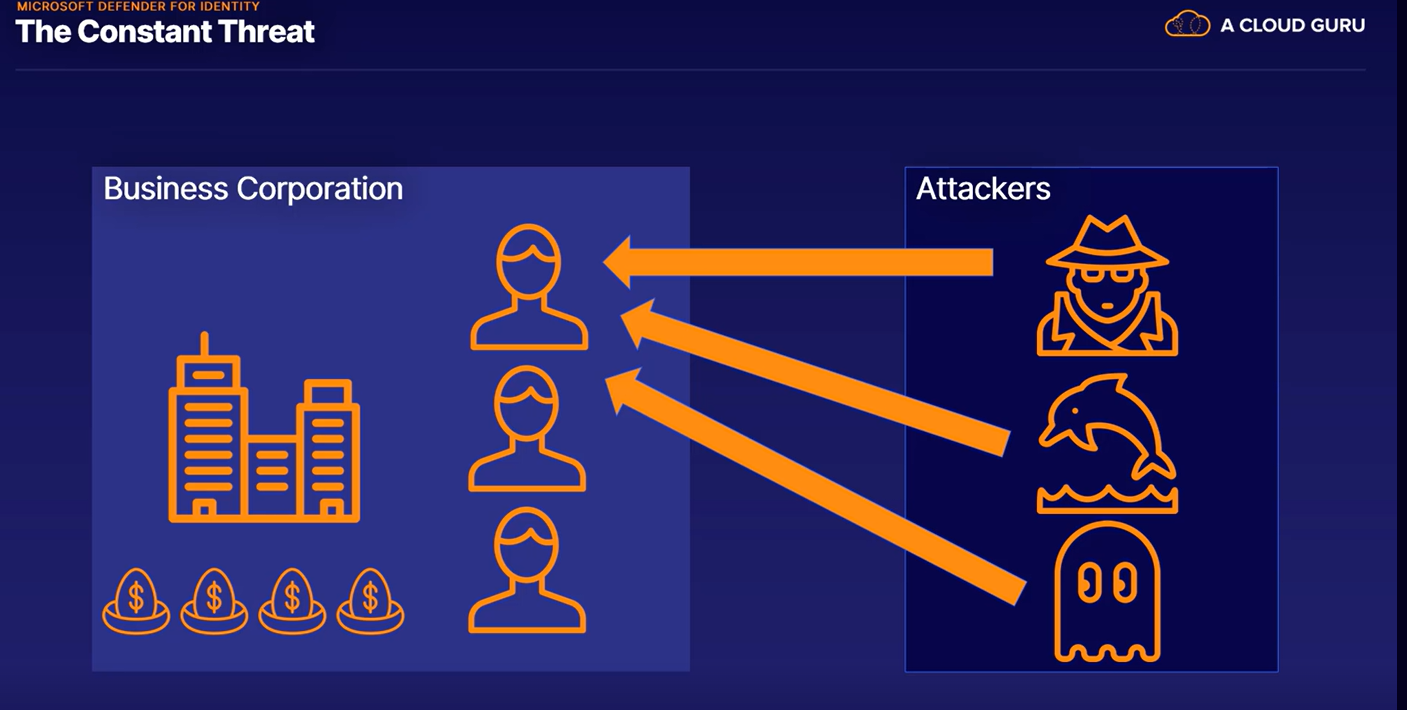 MICROSOFT DEFENDER FOR IDENTITY
The Constant Threat
A CLOUD GURU
Business Corporation
Attackers
$ $ $ $